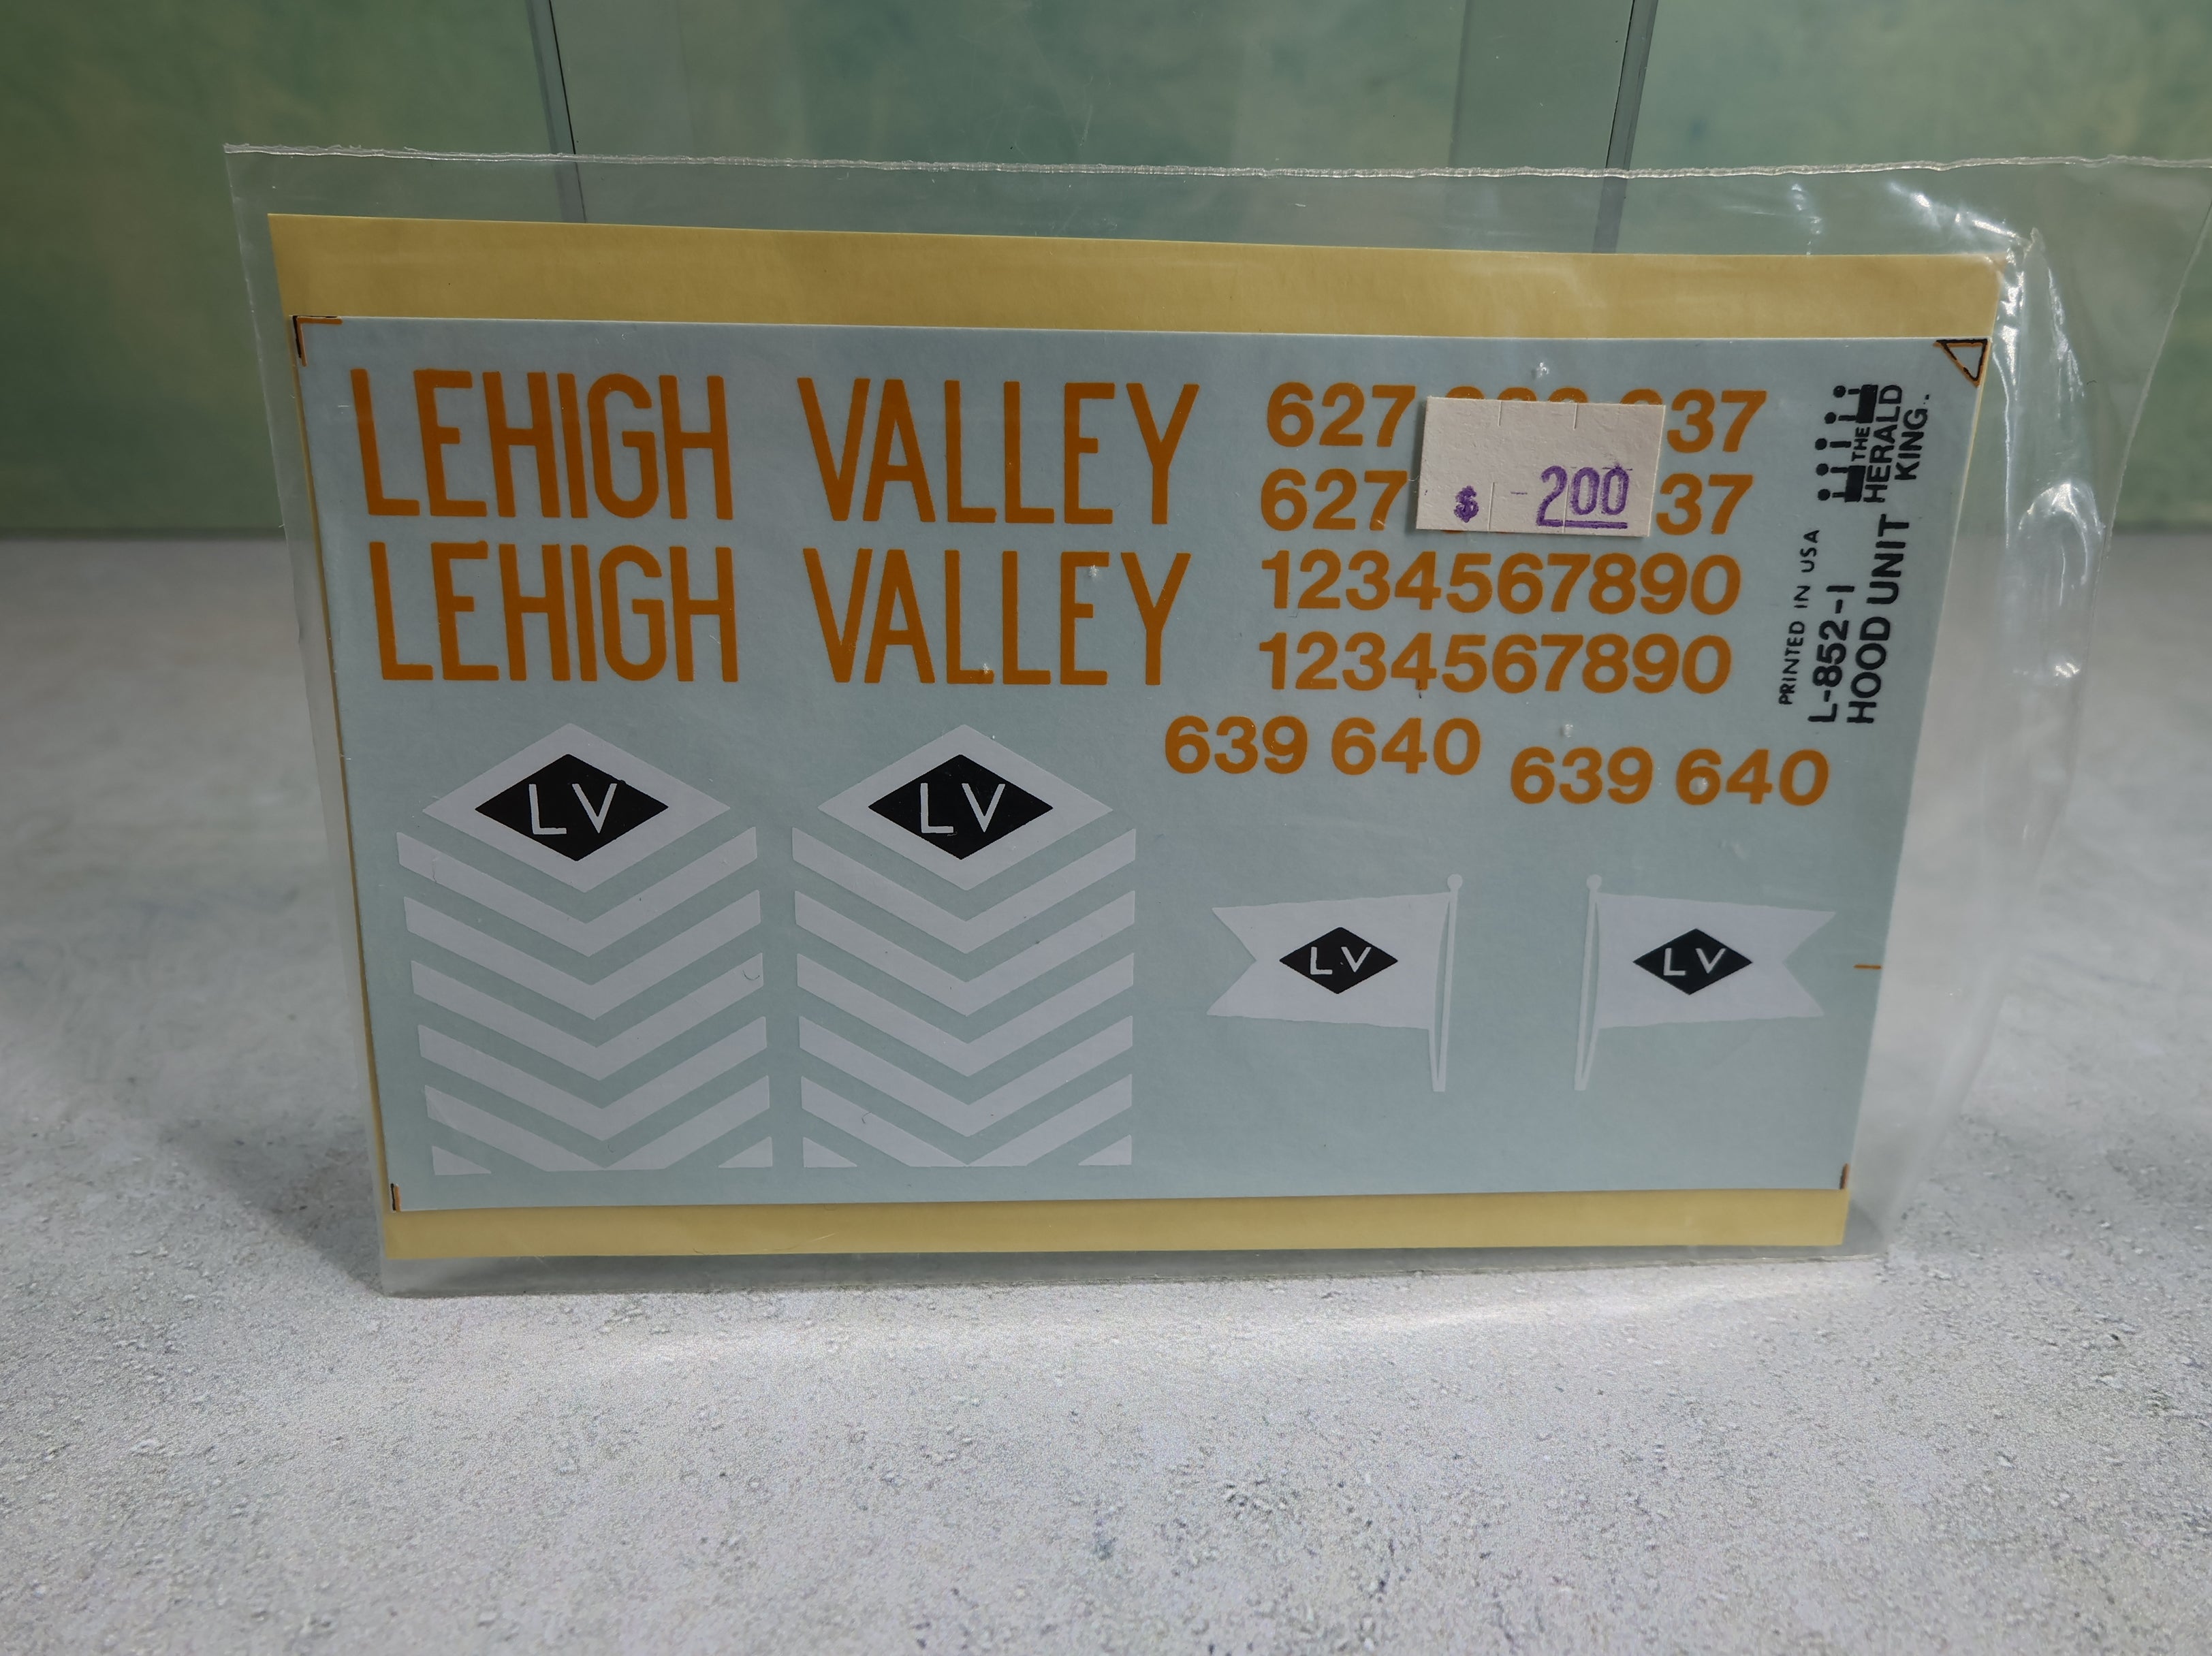 LEHIGH VALLEY
LEHIGH VALLEY
627 37
627 37
1234567890
1234567890
639 640 639 640
$ 200
LV
LV
LV
LV
THE
HERALD
KING
PRINTED IN USA
L-852-1
HOOD UNIT